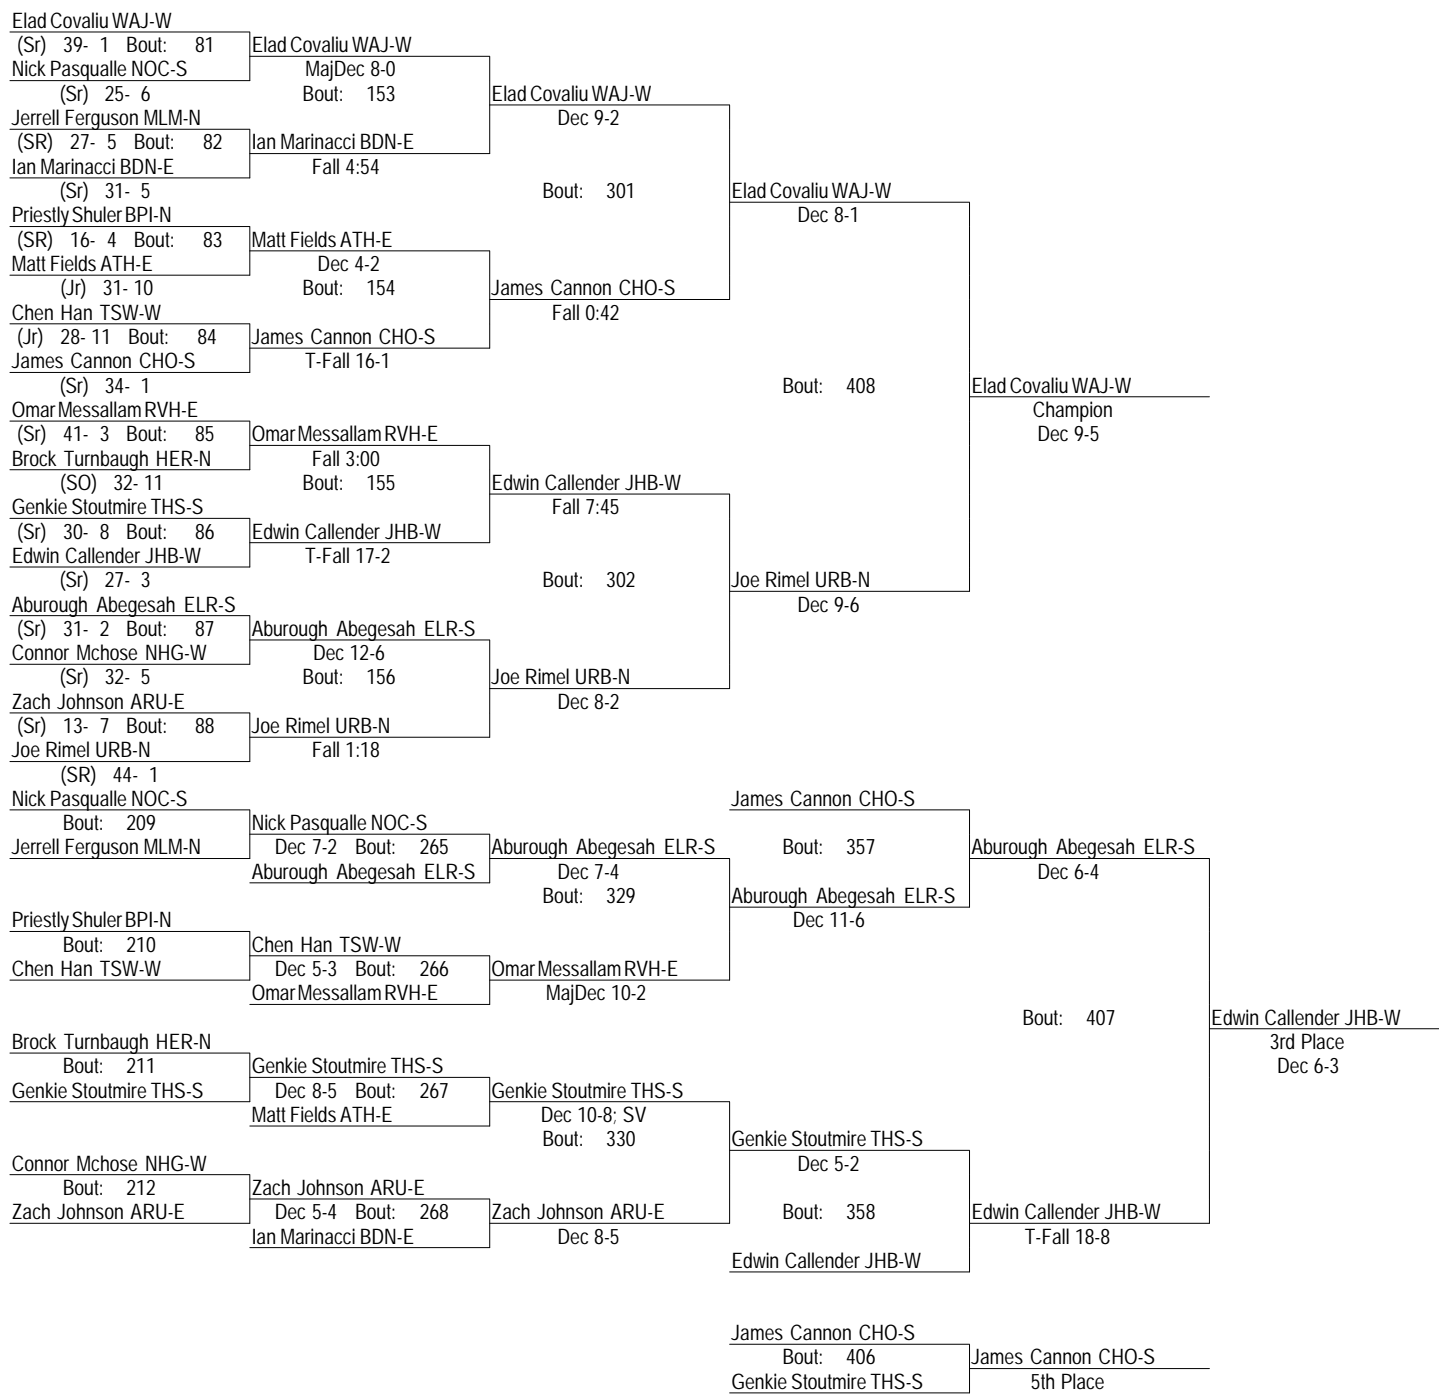 Elad Covaliu WAJ-W
(Sr) 39- 1 Bout: 81 Elad Covaliu WAJ-W
Nick Pasqualle NOC-S MajDec 8-0
(Sr) 25- 6 Bout: 153 Elad Covaliu WAJ-W
Jerrell Ferguson MLM-N Dec 9-2
(SR) 27- 5 Bout: 82 Ian Marinacci BDN-E
Ian Marinacci BDN-E Fall 4:54
(Sr) 31- 5 Bout: 301 Elad Covaliu WAJ-W
Priestly Shuler BPI-N Dec 8-1
(SR) 16- 4 Bout: 83 Matt Fields ATH-E
Matt Fields ATH-E Dec 4-2
(Jr) 31- 10 Bout: 154 James Cannon CHO-S
Chen Han TSW-W Fall 0:42
(Jr) 28- 11 Bout: 84 James Cannon CHO-S
James Cannon CHO-S T-Fall 16-1
(Sr) 34- 1 Bout: 408 Elad Covaliu WAJ-W
Omar Messallam RVH-E Champion
(Sr) 41- 3 Bout: 85 Omar Messallam RVH-E Dec 9-5
Brock Turnbaugh HER-N Fall 3:00
(SO) 32- 11 Bout: 155 Edwin Callender JHB-W
Genkie Stoutmire THS-S Fall 7:45
(Sr) 30- 8 Bout: 86 Edwin Callender JHB-W
Edwin Callender JHB-W T-Fall 17-2
(Sr) 27- 3 Bout: 302 Joe Rimel URB-N
Aburough Abegesah ELR-S Dec 9-6
(Sr) 31- 2 Bout: 87 Aburough Abegesah ELR-S
Connor Mchose NHG-W Dec 12-6
(Sr) 32- 5 Bout: 156 Joe Rimel URB-N
Zach Johnson ARU-E Dec 8-2
(Sr) 13- 7 Bout: 88 Joe Rimel URB-N
Joe Rimel URB-N Fall 1:18
(SR) 44- 1
Nick Pasqualle NOC-S James Cannon CHO-S
Bout: 209 Nick Pasqualle NOC-S
Jerrell Ferguson MLM-N Dec 7-2 Bout: 265 Aburough Abegesah ELR-S Bout: 357 Aburough Abegesah ELR-S
Aburough Abegesah ELR-S Dec 7-4 Dec 6-4
Bout: 329 Aburough Abegesah ELR-S
Priestly Shuler BPI-N Dec 11-6
Bout: 210 Chen Han TSW-W
Chen Han TSW-W Dec 5-3 Bout: 266 Omar Messallam RVH-E
Omar Messallam RVH-E MajDec 10-2
Bout: 407 Edwin Callender JHB-W
Brock Turnbaugh HER-N 3rd Place
Bout: 211 Genkie Stoutmire THS-S Dec 6-3
Genkie Stoutmire THS-S Dec 8-5 Bout: 267 Genkie Stoutmire THS-S
Matt Fields ATH-E Dec 10-8; SV
Bout: 330 Genkie Stoutmire THS-S
Connor Mchose NHG-W Dec 5-2
Bout: 212 Zach Johnson ARU-E
Zach Johnson ARU-E Dec 5-4 Bout: 268 Zach Johnson ARU-E Bout: 358 Edwin Callender JHB-W
Ian Marinacci BDN-E Dec 8-5 T-Fall 18-8
Edwin Callender JHB-W
James Cannon CHO-S
Bout: 406 James Cannon CHO-S
Genkie Stoutmire THS-S 5th Place